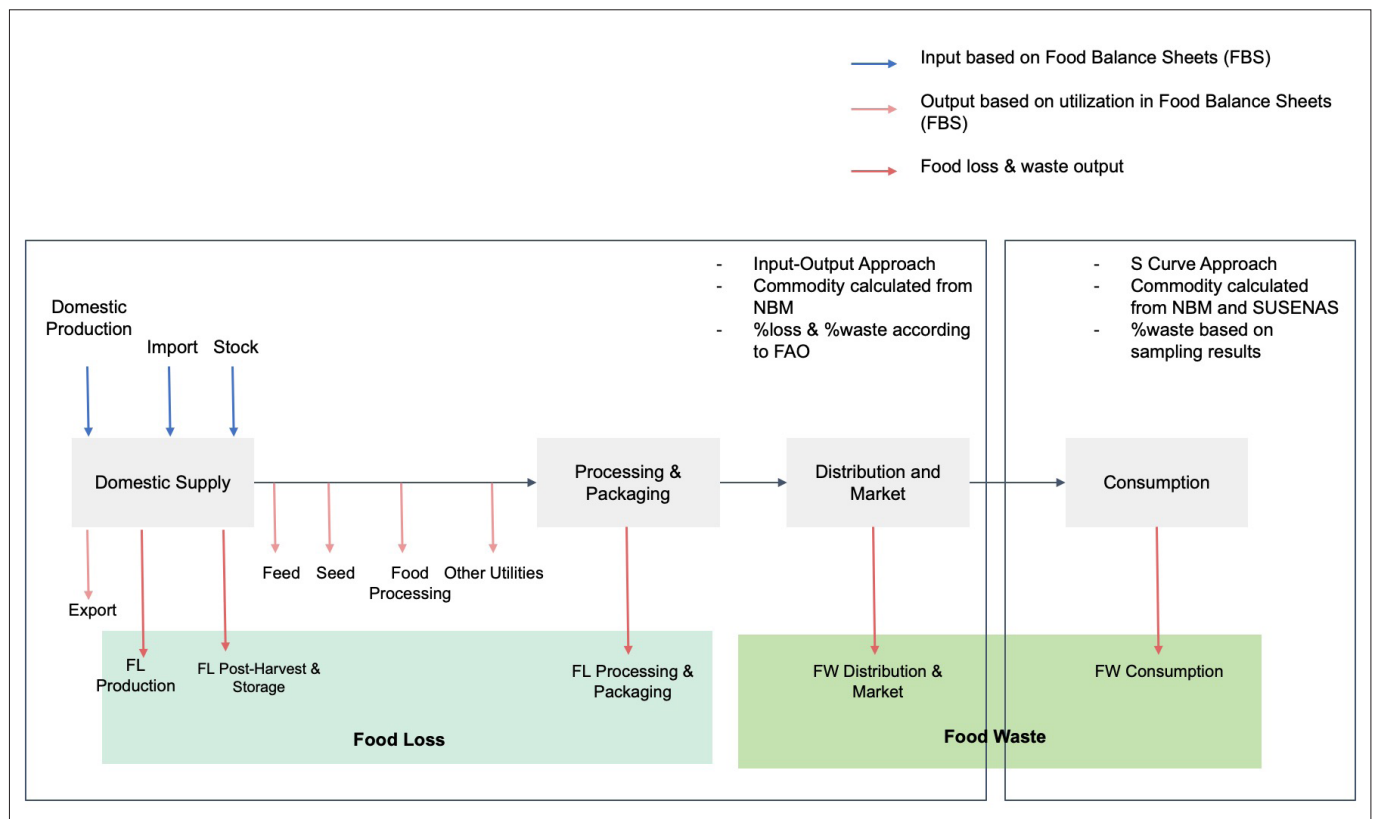 Input based on Food Balance Sheets (FBS)
Output based on utilization in Food Balance Sheets
(FBS)
Food loss & waste output
- Input-Output Approach
- Commodity calculated from
NBM
- %loss & %waste according
to FAO
- S Curve Approach
- Commodity calculated
from NBM and SUSENAS
- %waste based on
sampling results
Domestic
Production
Import
Stock
Domestic Supply
Processing &
Packaging
Distribution and
Market
Consumption
Feed
Seed
Food
Processing
Other Utilities
Export
FL
Production
FL Post-Harvest &
Storage
FL Processing &
Packaging
FW Distribution &
Market
FW Consumption
Food Loss
Food Waste